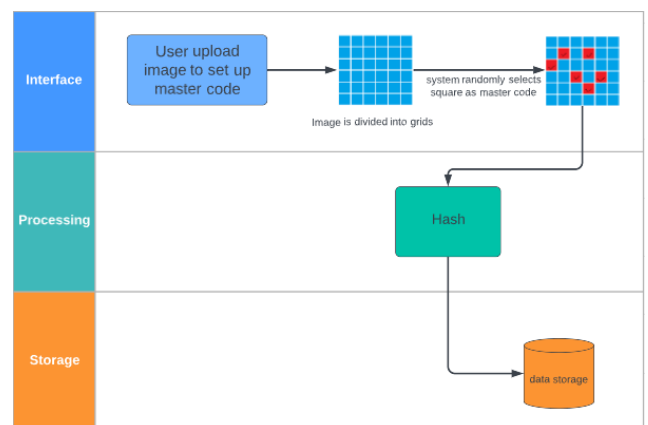 Interface
User upload
image to set up
master code
Image is divided into grids
system randomly selects
square as master code
Processing
Hash
Storage
data storage